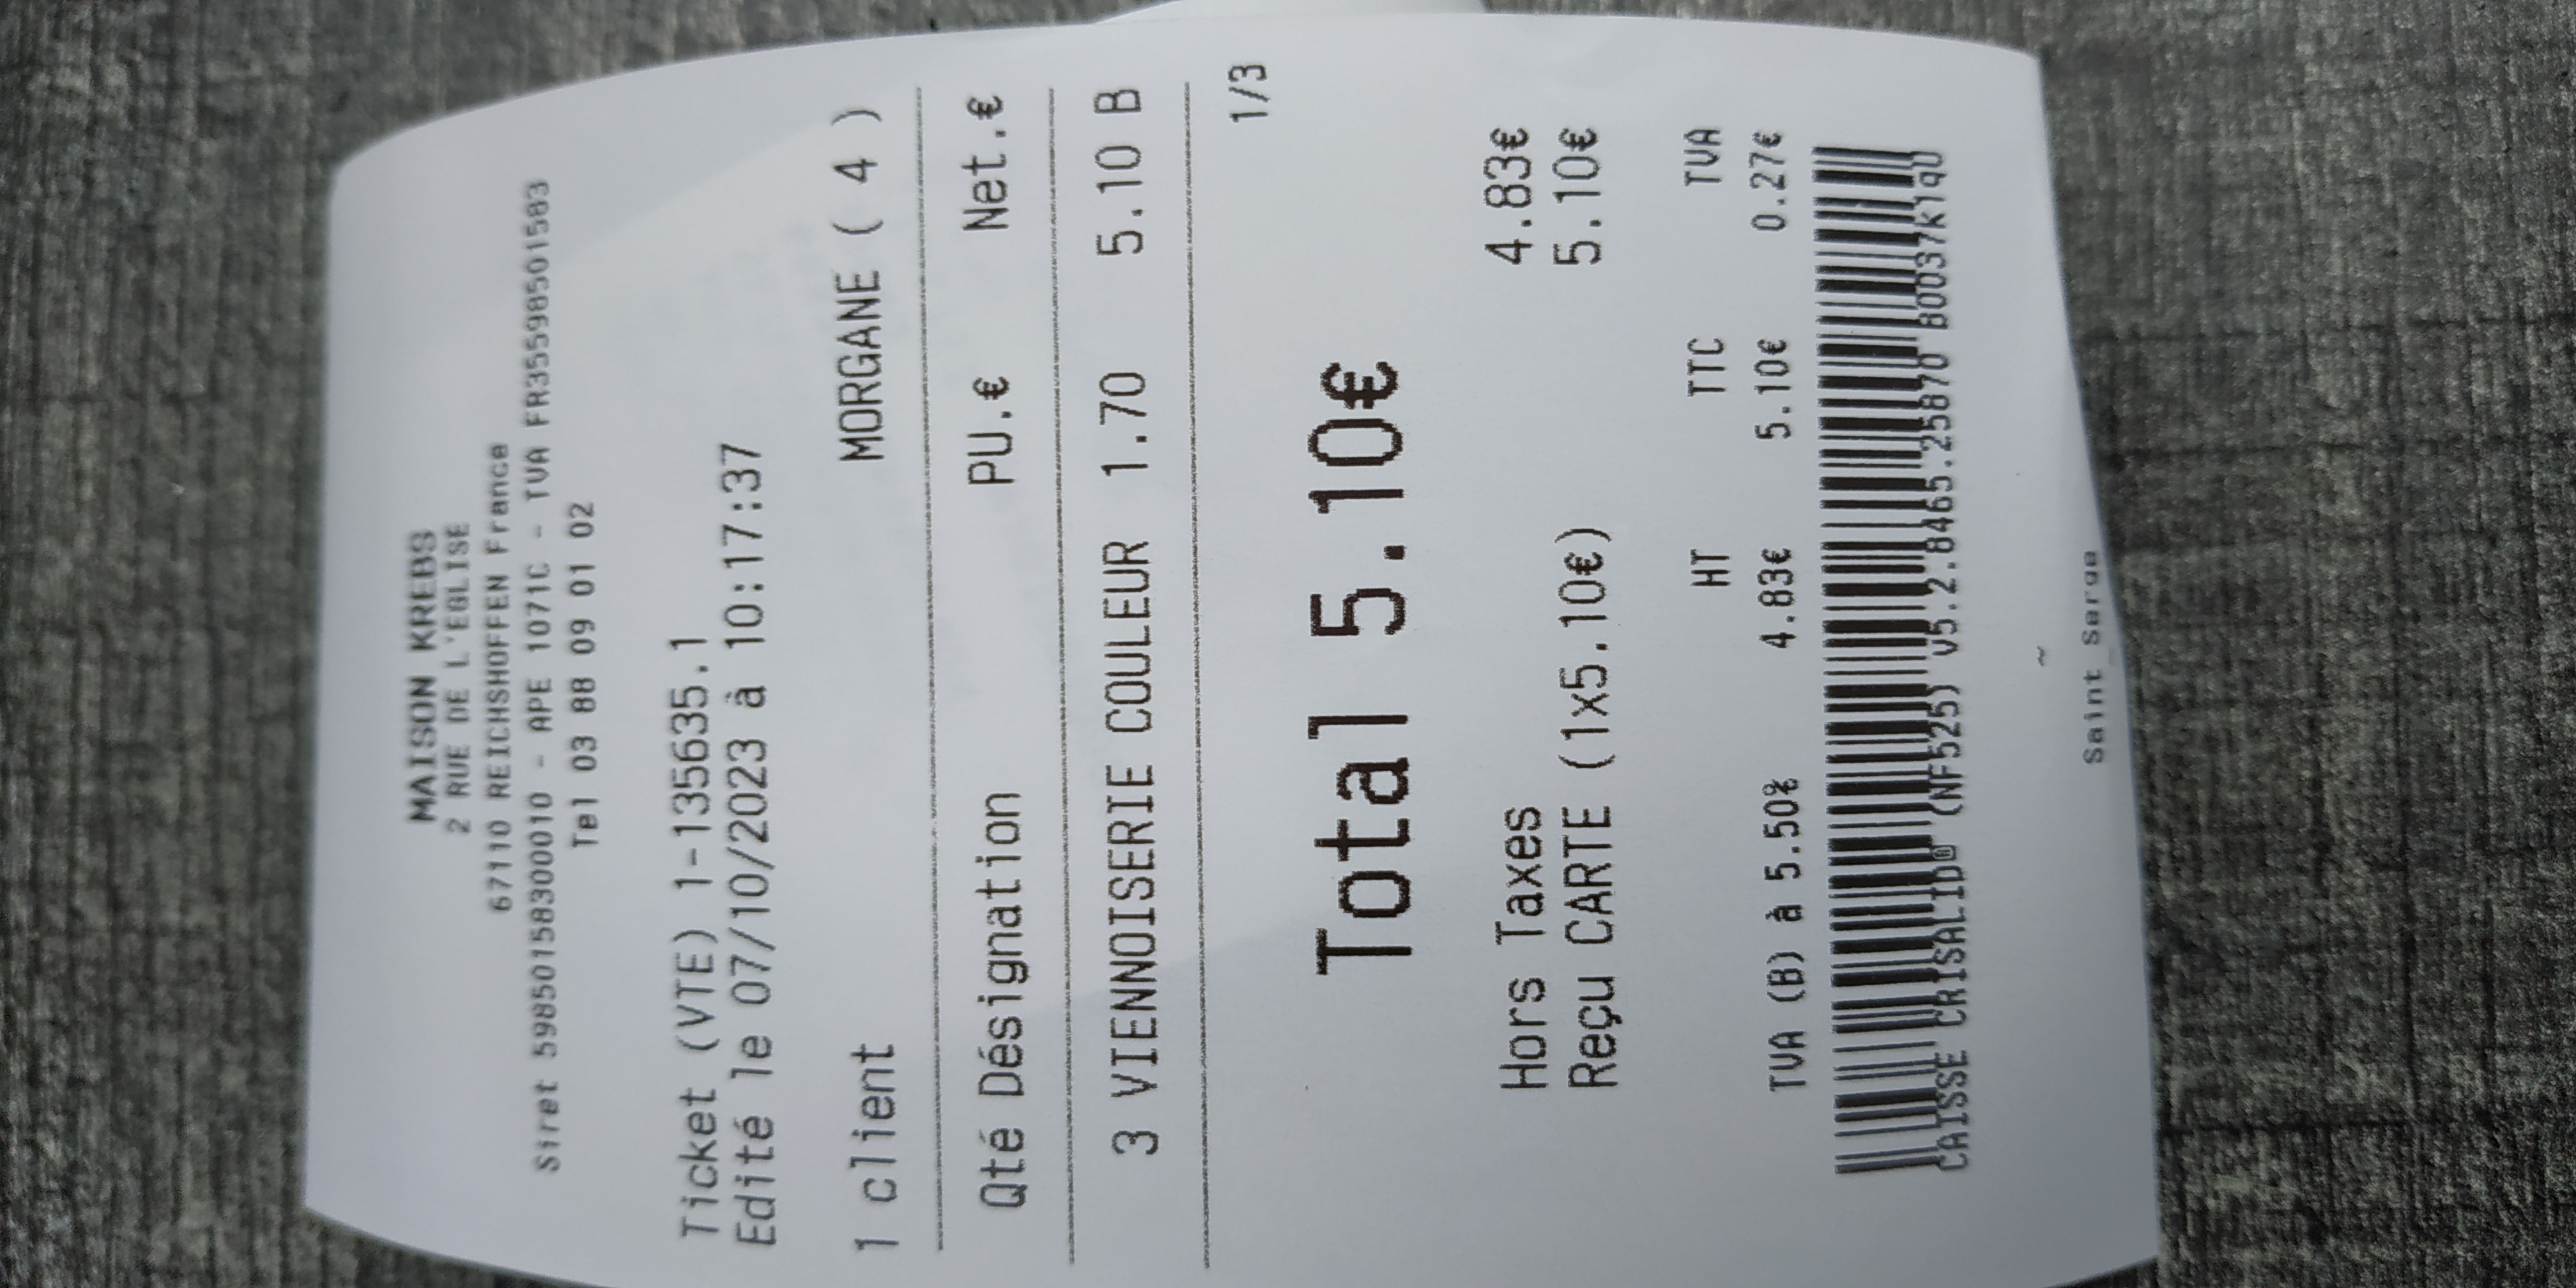 MAISON KREBS
2 RUE DE L'EGLISE
67110 REICHSHOFFEN France
Siret 59850158300010 - APE 1071C - TVA FR35598501583
Tel 03 88 09 01 02
Ticket (VTE) 1-135635.1
Edité le 07/10/2023 à 10:17:37
1 client MORGANE ( 4 )
Qté Désignation PU.€ Net.€
3 VIENNOISERIE COULEUR 1.70 5.10 B
1/3
Total 5.10€
Hors Taxes 4.83€
Reçu CARTE (1x5.10€) 5.10€
HT TTC TVA
TVA (B) à 5.50% 4.83€ 5.10€ 0.27€
CAISSE CRISALID® (NF525) V5.2.8465.25870 B0037k1qU
Saint Serge